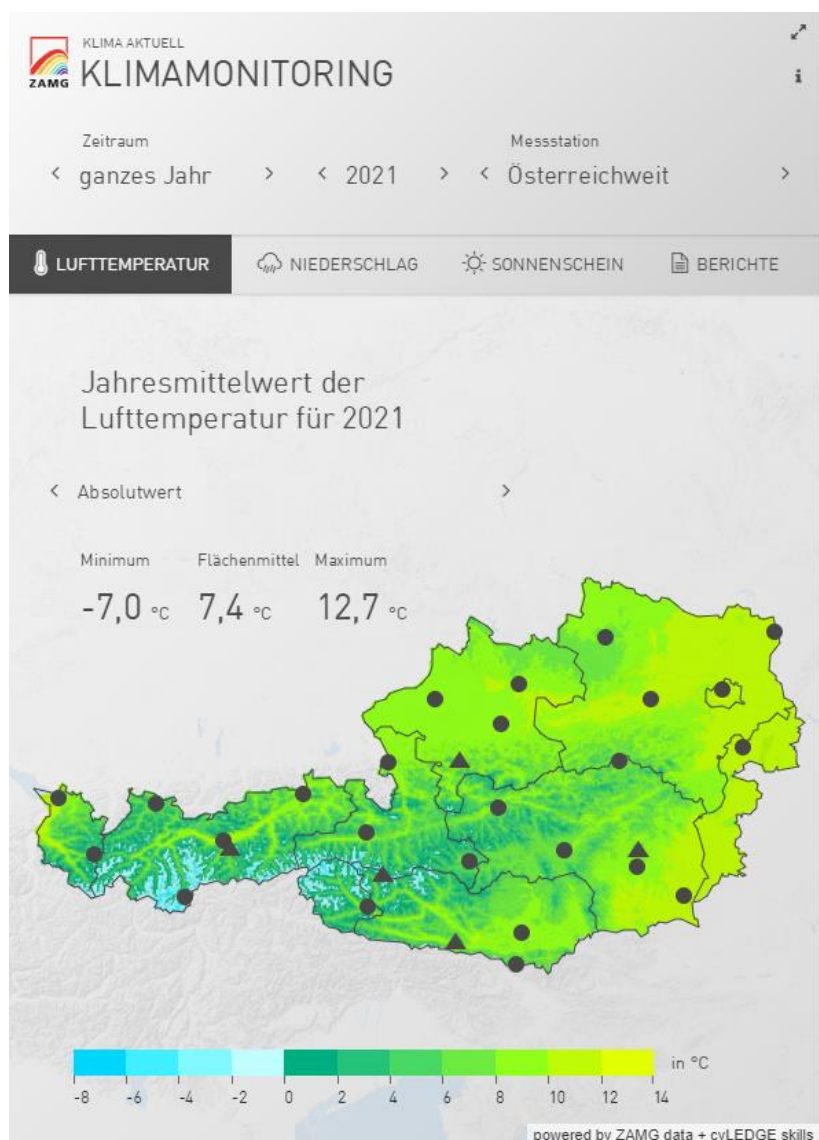 KLIMA AKTUELL
KLIMAMONITORING
ZAMG
i
Zeitraum
Messstation
< ganzes Jahr > < 2021 > < Österreichweit >
LUFTTEMPERATUR NIEDERSCHLAG SONNENSCHEIN BERICHTE
Jahresmittelwert der
Lufttemperatur für 2021
< Absolutwert >
Minimum Flächenmittel Maximum
-7,0 °C 7,4 °C 12,7 °C
in °C
-8 -6 -4 -2 0 2 4 6 8 10 12 14
powered by ZAMG data + cyLEDGE skills